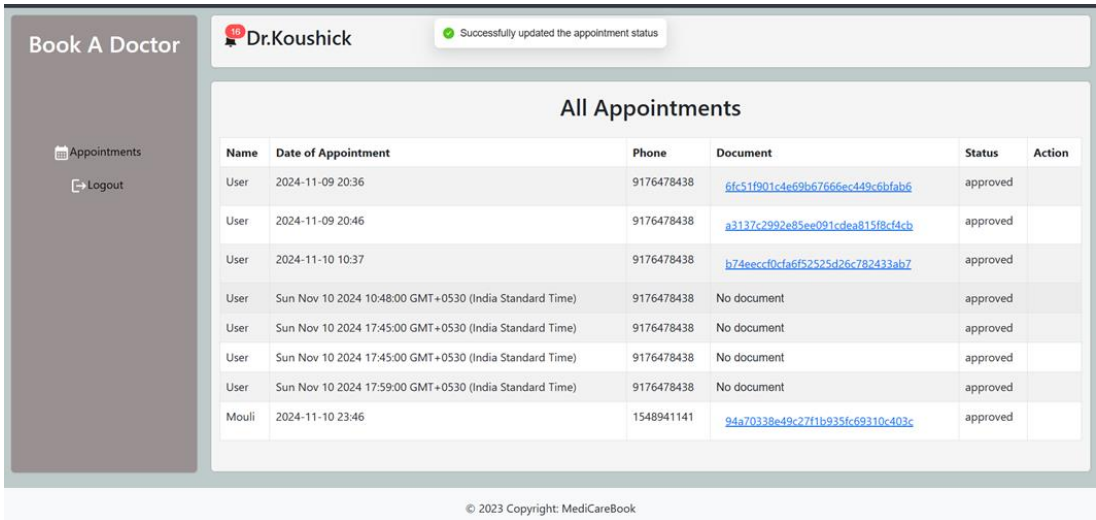 Book A Doctor
Appointments
Logout
16
Dr.Koushick
Successfully updated the appointment status
All Appointments
Name Date of Appointment Phone Document Status Action
User 2024-11-09 20:36 9176478438 6fc51f901c4e69b67666ec449c6bfab6 approved
User 2024-11-09 20:46 9176478438 a3137c2992e85ee091cdea815f8cf4cb approved
User 2024-11-10 10:37 9176478438 b74eeccf0cfa6f52525d26c782433ab7 approved
User Sun Nov 10 2024 10:48:00 GMT+0530 (India Standard Time) 9176478438 No document approved
User Sun Nov 10 2024 17:45:00 GMT+0530 (India Standard Time) 9176478438 No document approved
User Sun Nov 10 2024 17:45:00 GMT+0530 (India Standard Time) 9176478438 No document approved
User Sun Nov 10 2024 17:59:00 GMT+0530 (India Standard Time) 9176478438 No document approved
Mouli 2024-11-10 23:46 1548941141 94a70338e49c27f1b935fc69310c403c approved
© 2023 Copyright: MediCareBook